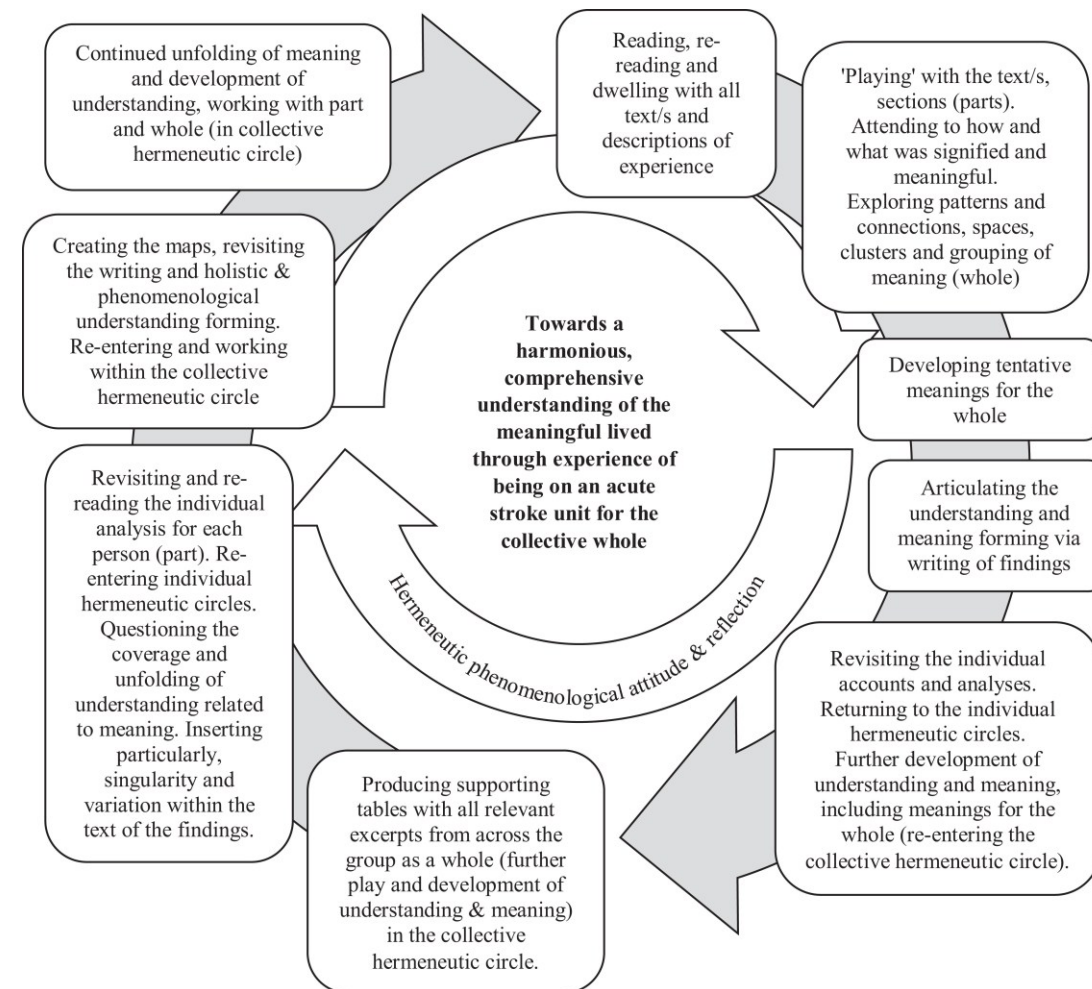 Continued unfolding of meaning
and development of
understanding, working with part
and whole (in collective
hermeneutic circle)
Reading, re-
reading and
dwelling with all
text/s and
descriptions of
experience
'Playing' with the text/s,
sections (parts).
Attending to how and
what was signified and
meaningful.
Exploring patterns and
connections, spaces,
clusters and grouping of
meaning (whole)
Developing tentative
meanings for the
whole
Articulating the
understanding and
meaning forming via
writing of findings
Revisiting the individual
accounts and analyses.
Returning to the individual
hermeneutic circles.
Further development of
understanding and meaning,
including meanings for the
whole (re-entering the
collective hermeneutic circle).
Producing supporting
tables with all relevant
excerpts from across the
group as a whole (further
play and development of
understanding & meaning)
in the collective
hermeneutic circle.
Revisiting and re-
reading the individual
analysis for each
person (part). Re-
entering individual
hermeneutic circles.
Questioning the
coverage and
unfolding of
understanding related
to meaning. Inserting
particularly,
singularity and
variation within the
text of the findings.
Creating the maps, revisiting
the writing and holistic &
phenomenological
understanding forming.
Re-entering and working
within the collective
hermeneutic circle
Towards a
harmonious,
comprehensive
understanding of the
meaningful lived
through experience of
being on an acute
stroke unit for the
collective whole
Hermeneutic phenomenological attitude & reflection